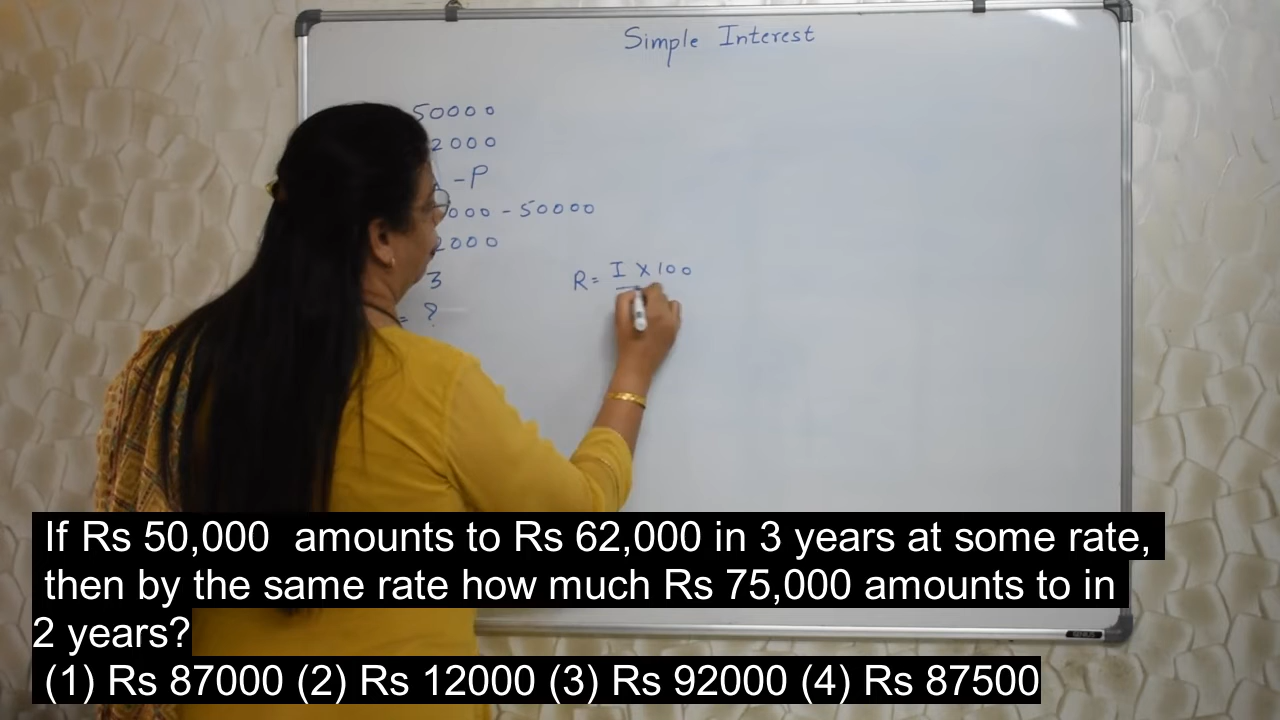 Simple Interest
50000
2000
-P
000 - 50000
2000
3
= ?
R= I X 100
If Rs 50,000 amounts to Rs 62,000 in 3 years at some rate,
then by the same rate how much Rs 75,000 amounts to in
2 years?
(1) Rs 87000 (2) Rs 12000 (3) Rs 92000 (4) Rs 87500